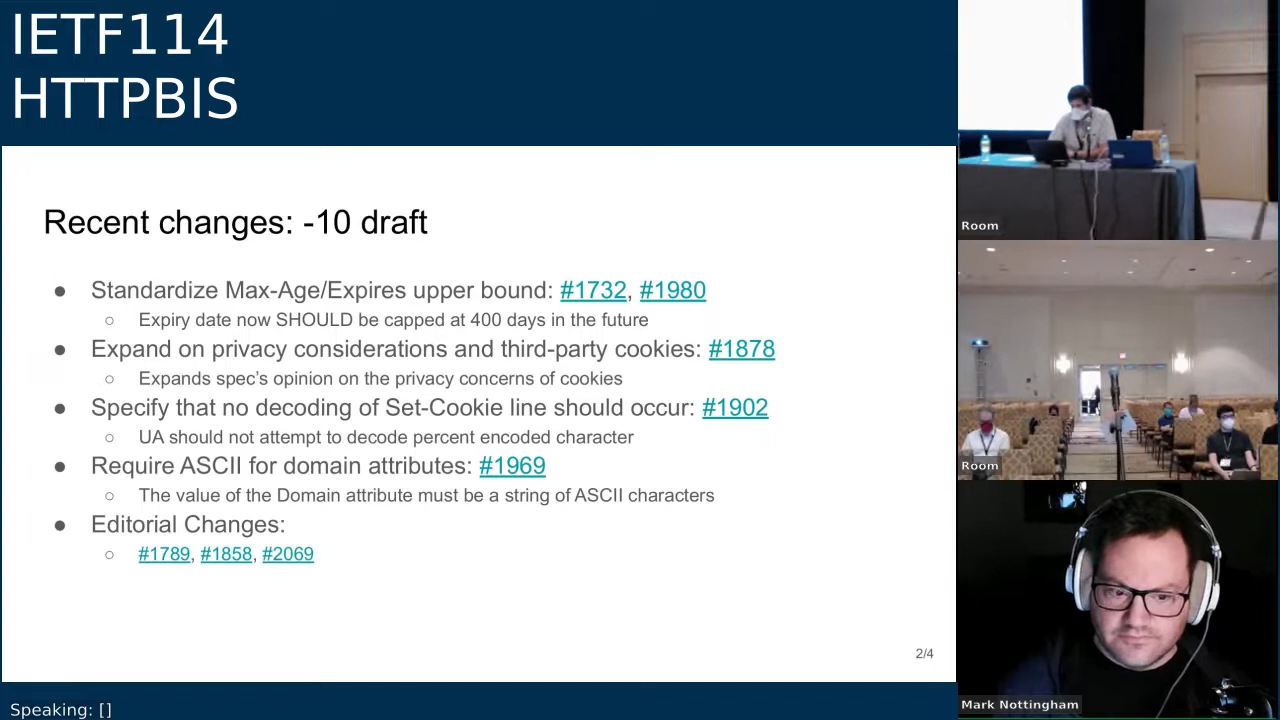 IETF114
HTTPBIS
Recent changes: -10 draft
● Standardize Max-Age/Expires upper bound: #1732, #1980
○ Expiry date now SHOULD be capped at 400 days in the future
● Expand on privacy considerations and third-party cookies: #1878
○ Expands spec's opinion on the privacy concerns of cookies
● Specify that no decoding of Set-Cookie line should occur: #1902
○ UA should not attempt to decode percent encoded character
● Require ASCII for domain attributes: #1969
○ The value of the Domain attribute must be a string of ASCII characters
● Editorial Changes:
○ #1789, #1858, #2069
2/4
Speaking: []
Room
Room
Mark Nottingham